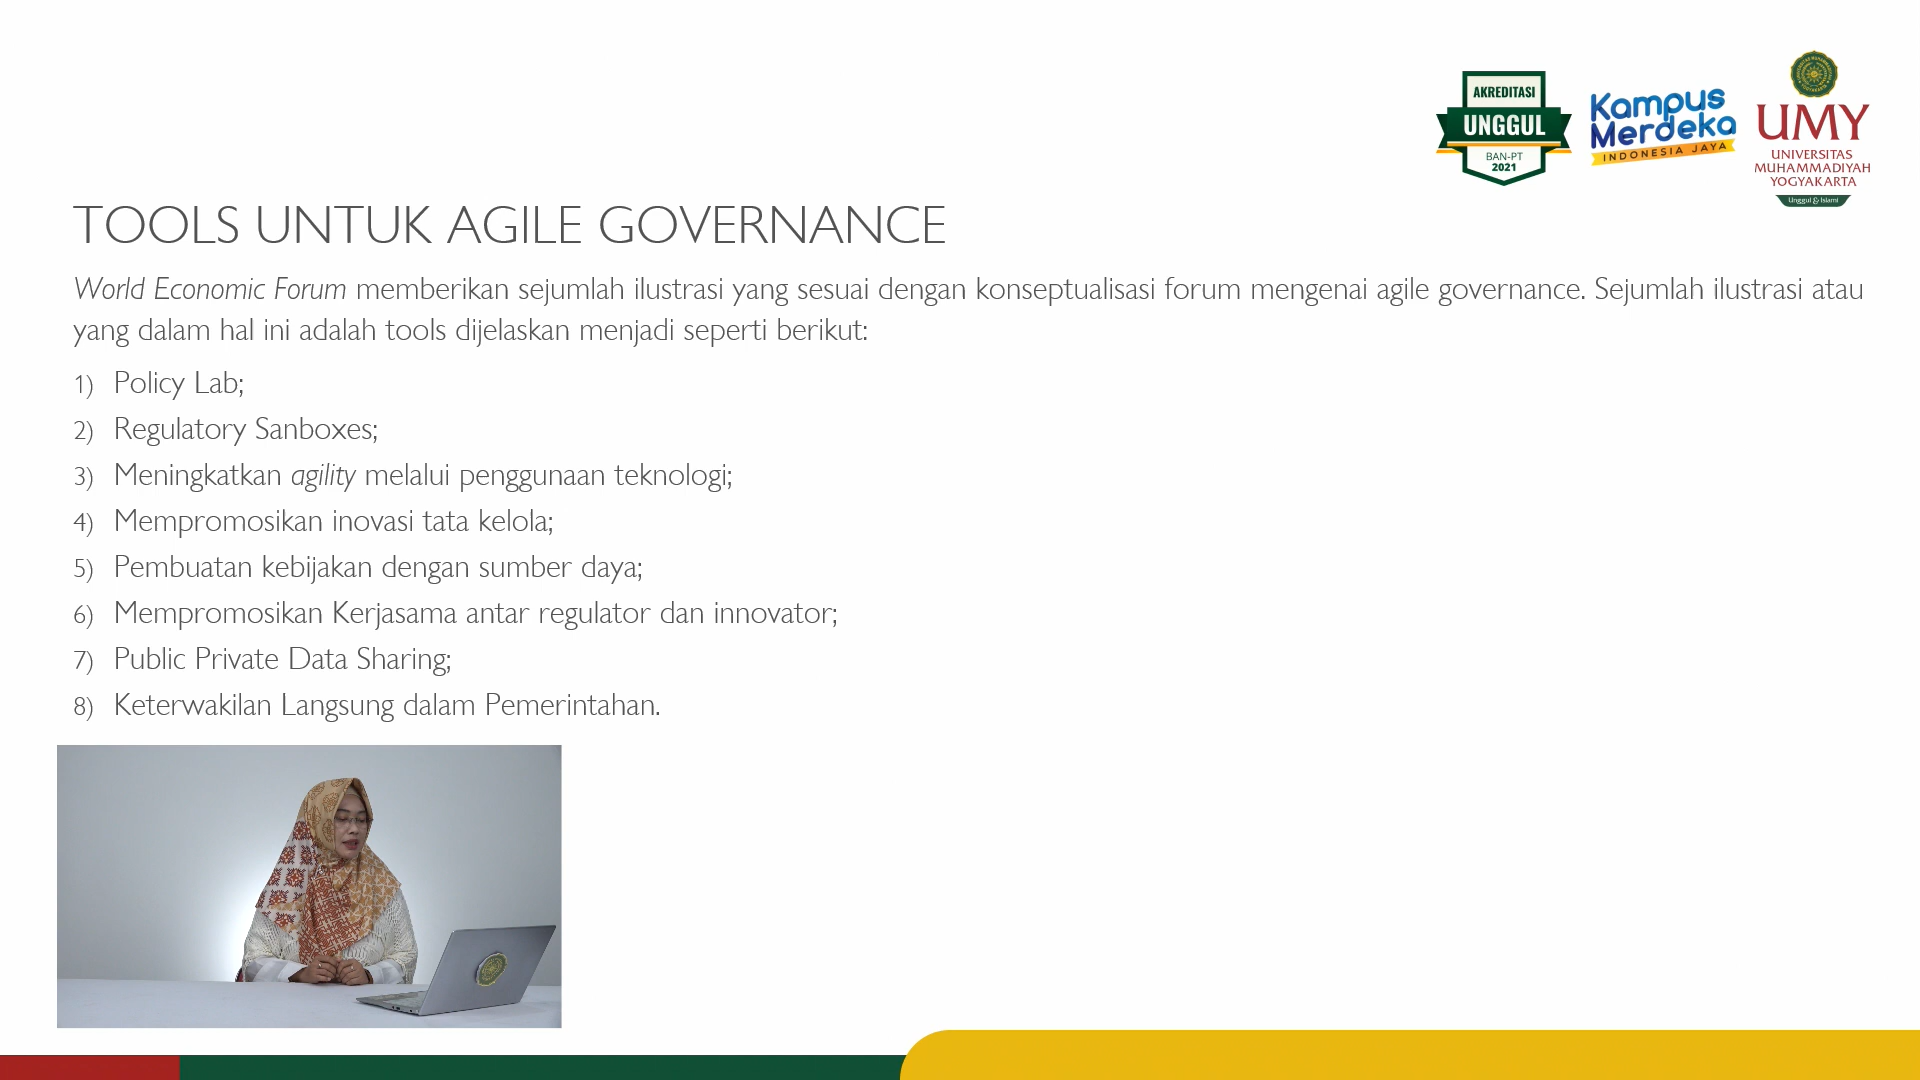 AKREDITASI
UNGGUL
BAN-PT
2021
Kampus
Merdeka
INDONESIA JAYA
UMY
UNIVERSITAS
MUHAMMADIYAH
YOGYAKARTA
Unggul & Islami
TOOLS UNTUK AGILE GOVERNANCE
World Economic Forum memberikan sejumlah ilustrasi yang sesuai dengan konseptualisasi forum mengenai agile governance. Sejumlah ilustrasi atau
yang dalam hal ini adalah tools dijelaskan menjadi seperti berikut:
1) Policy Lab;
2) Regulatory Sanboxes;
3) Meningkatkan agility melalui penggunaan teknologi;
4) Mempromosikan inovasi tata kelola;
5) Pembuatan kebijakan dengan sumber daya;
6) Mempromosikan Kerjasama antar regulator dan innovator;
7) Public Private Data Sharing;
8) Keterwakilan Langsung dalam Pemerintahan.